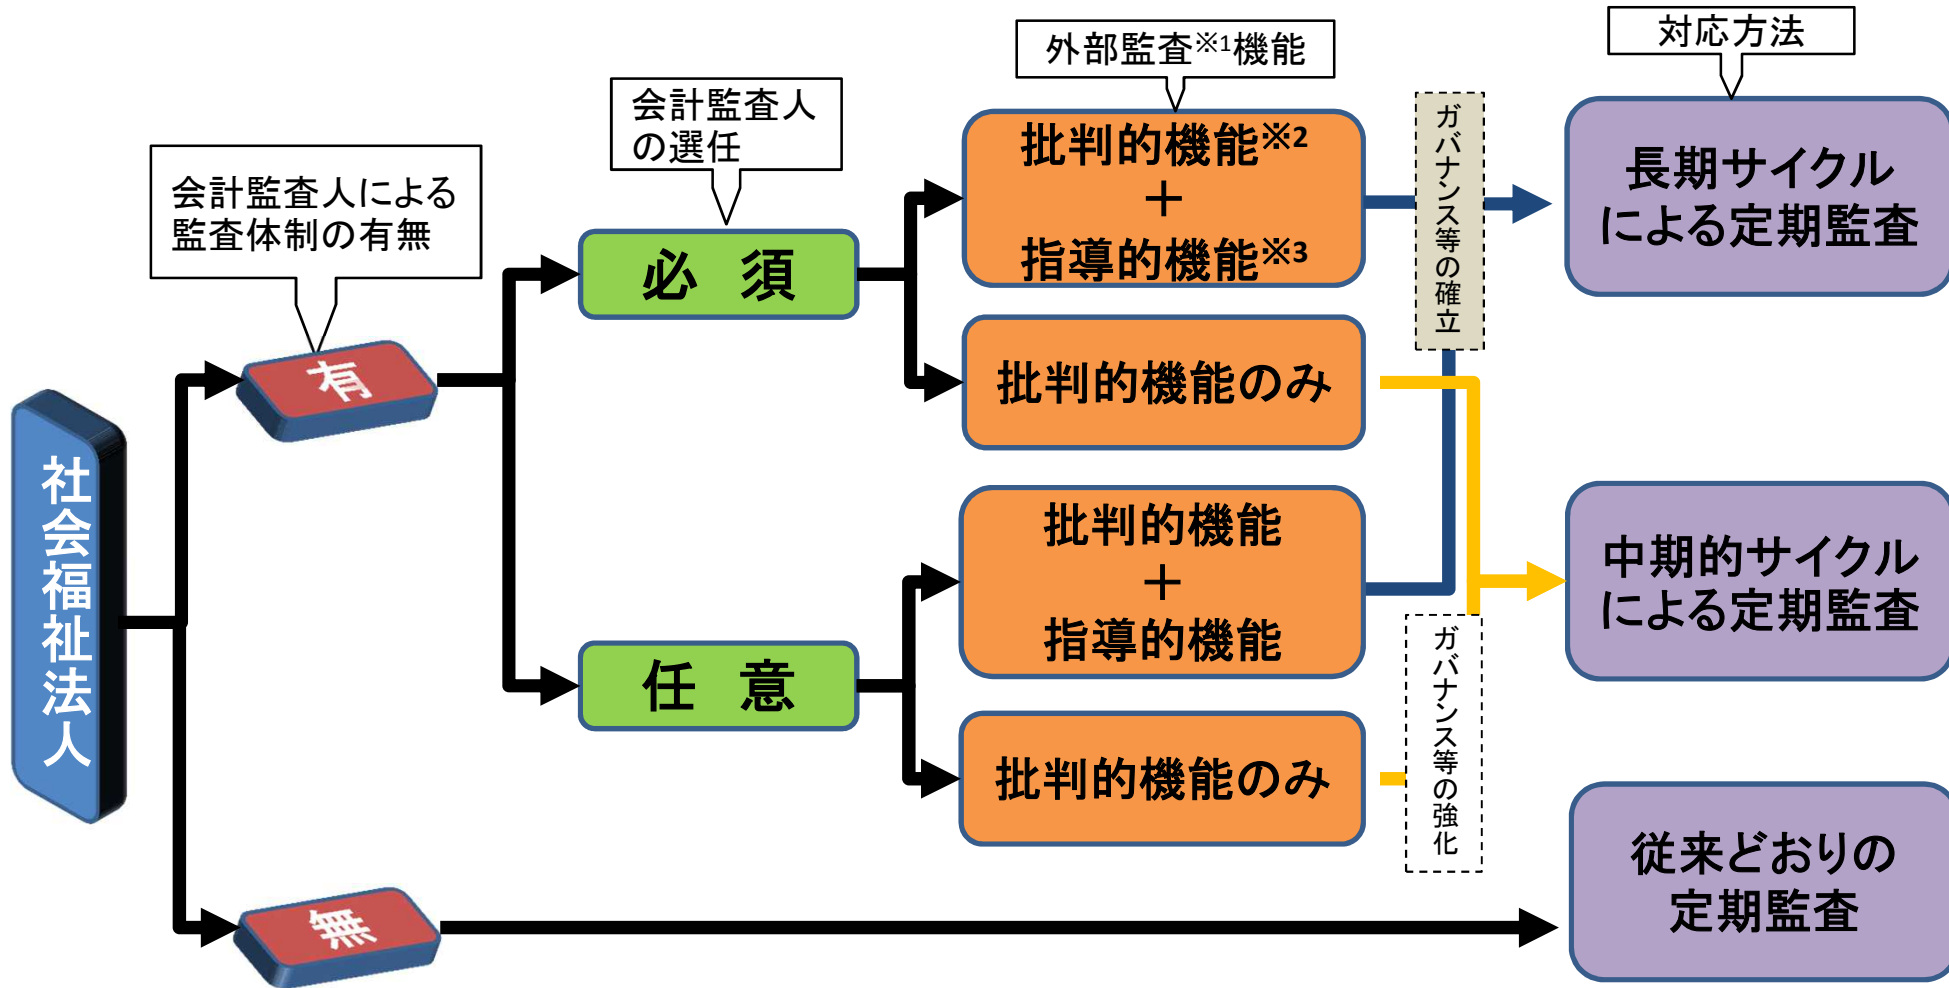 社会福祉法人
会計監査人による
監査体制の有無
有
無
会計監査人
の選任
必　須
任　意
外部監査※1機能
批判的機能※2
＋
指導的機能※3
批判的機能のみ
批判的機能
＋
指導的機能
批判的機能のみ
ガバナンス等の確立
ガバナンス等の強化
対応方法
長期サイクル
による定期監査
中期的サイクル
による定期監査
従来どおりの
定期監査